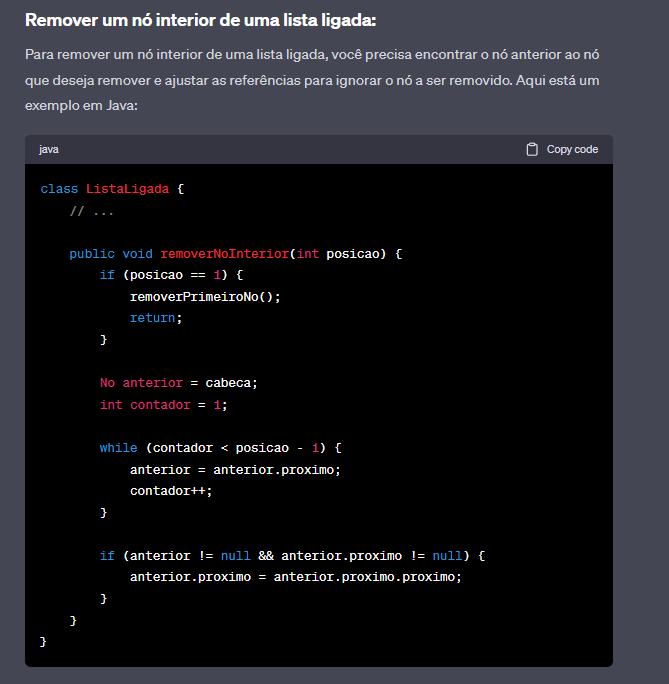 Remover um nó interior de uma lista ligada:
Para remover um nó interior de uma lista ligada, você precisa encontrar o nó anterior ao nó
que deseja remover e ajustar as referências para ignorar o nó a ser removido. Aqui está um
exemplo em Java:
java Copy code
class ListaLigada {
    // ...
    public void removerNoInterior(int posicao) {
        if (posicao == 1) {
            removerPrimeiroNo();
            return;
        }
        No anterior = cabeca;
        int contador = 1;
        while (contador < posicao - 1) {
            anterior = anterior.proximo;
            contador++;
        }
        if (anterior != null && anterior.proximo != null) {
            anterior.proximo = anterior.proximo.proximo;
        }
    }
}